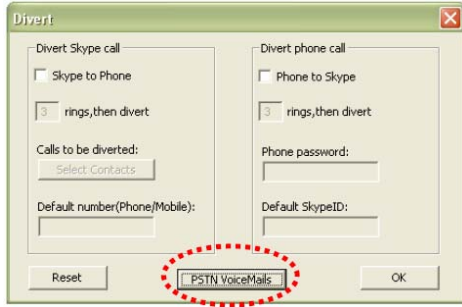 Divert
Divert Skype call
Skype to Phone
3 rings,then divert
Calls to be diverted:
Select Contacts
Default number(Phone/Mobile):
Divert phone call
Phone to Skype
3 rings,then divert
Phone password:
Default SkypeID:
Reset
PSTN VoiceMails
OK